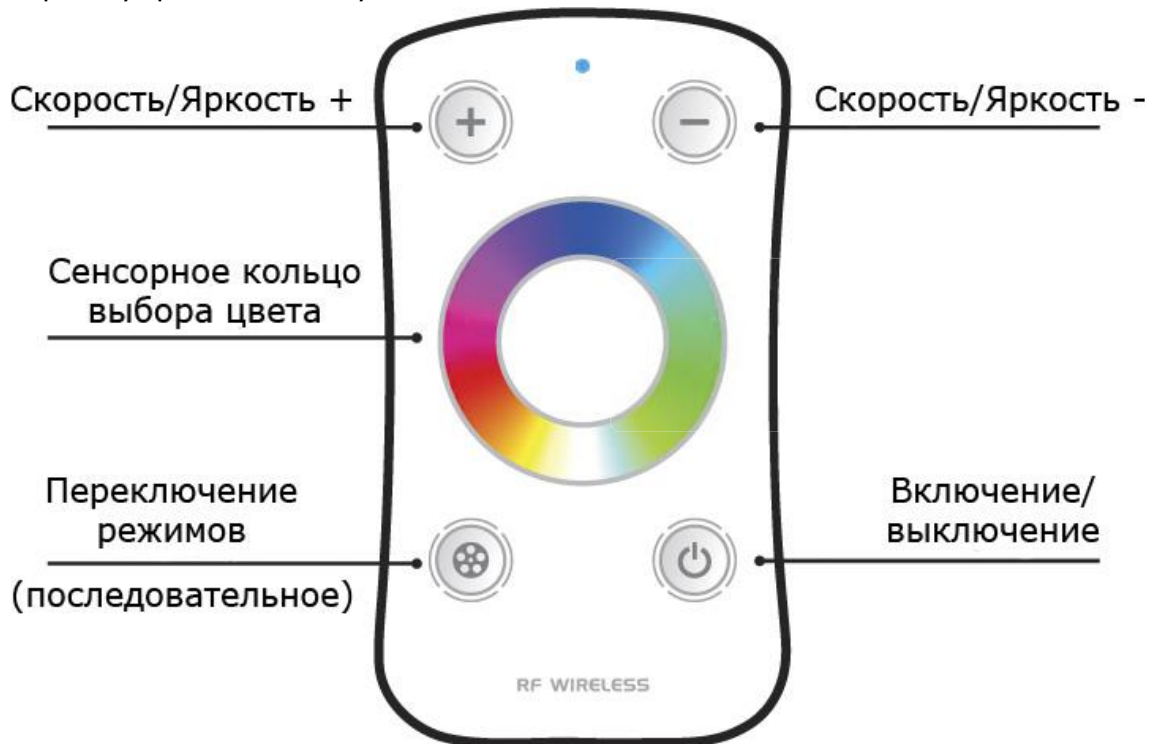 Скорость/Яркость +
Скорость/Яркость -
Сенсорное кольцо
выбора цвета
Переключение
режимов
(последовательное)
Включение/
выключение
RF WIRELESS